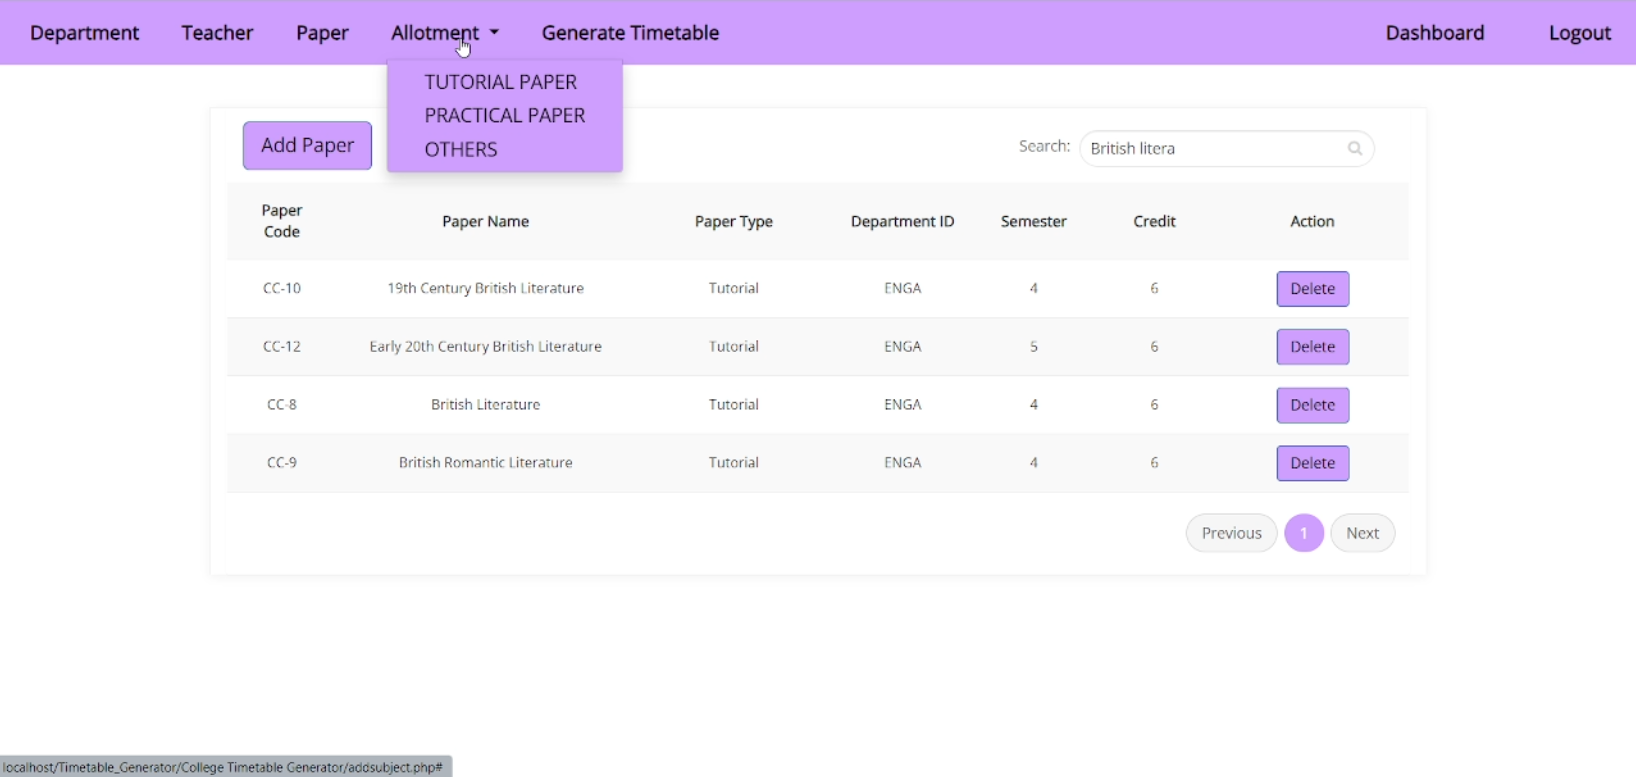 Department Teacher Paper Allotment Generate Timetable Dashboard Logout
TUTORIAL PAPER
PRACTICAL PAPER
OTHERS
Add Paper
Search: British litera
Paper Code Paper Name Paper Type Department ID Semester Credit Action
CC-10 19th Century British Literature Tutorial ENGA 4 6 Delete
CC-12 Early 20th Century British Literature Tutorial ENGA 5 6 Delete
CC-8 British Literature Tutorial ENGA 4 6 Delete
CC-9 British Romantic Literature Tutorial ENGA 4 6 Delete
Previous 1 Next
localhost/Timetable_Generator/College Timetable Generator/addsubject.php#